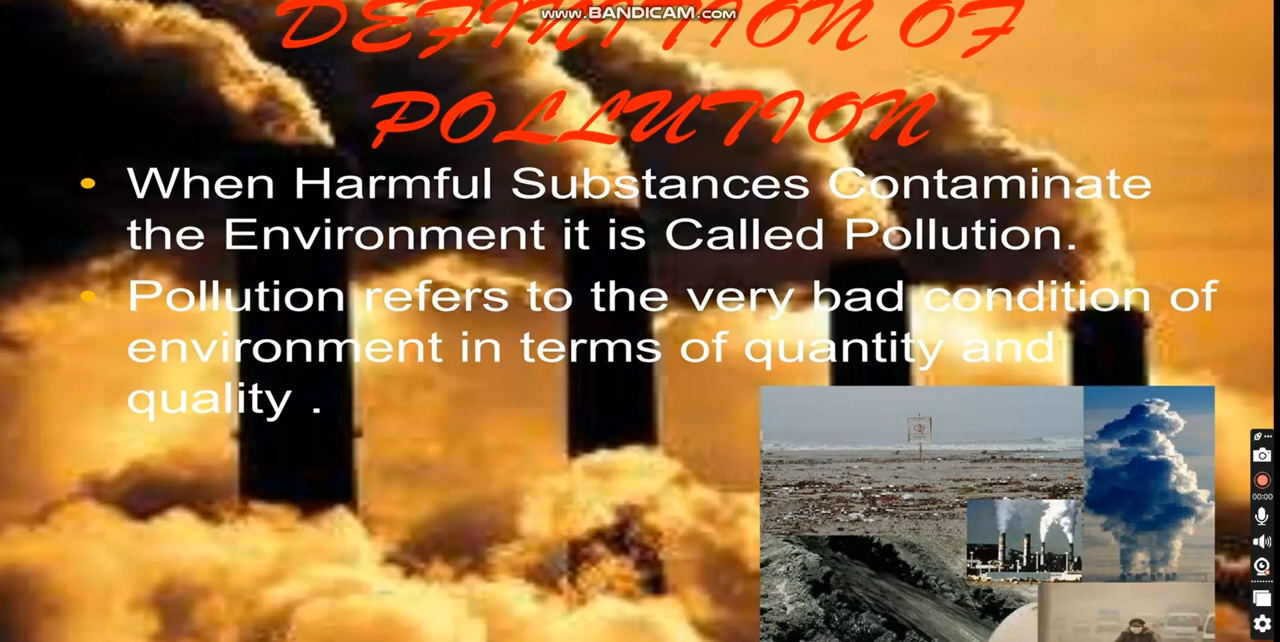 www.BANDICAM.com
DEFINITION OF
POLLUTION
• When Harmful Substances Contaminate
the Environment it is Called Pollution.
• Pollution refers to the very bad condition of
environment in terms of quantity and
quality .
00:00